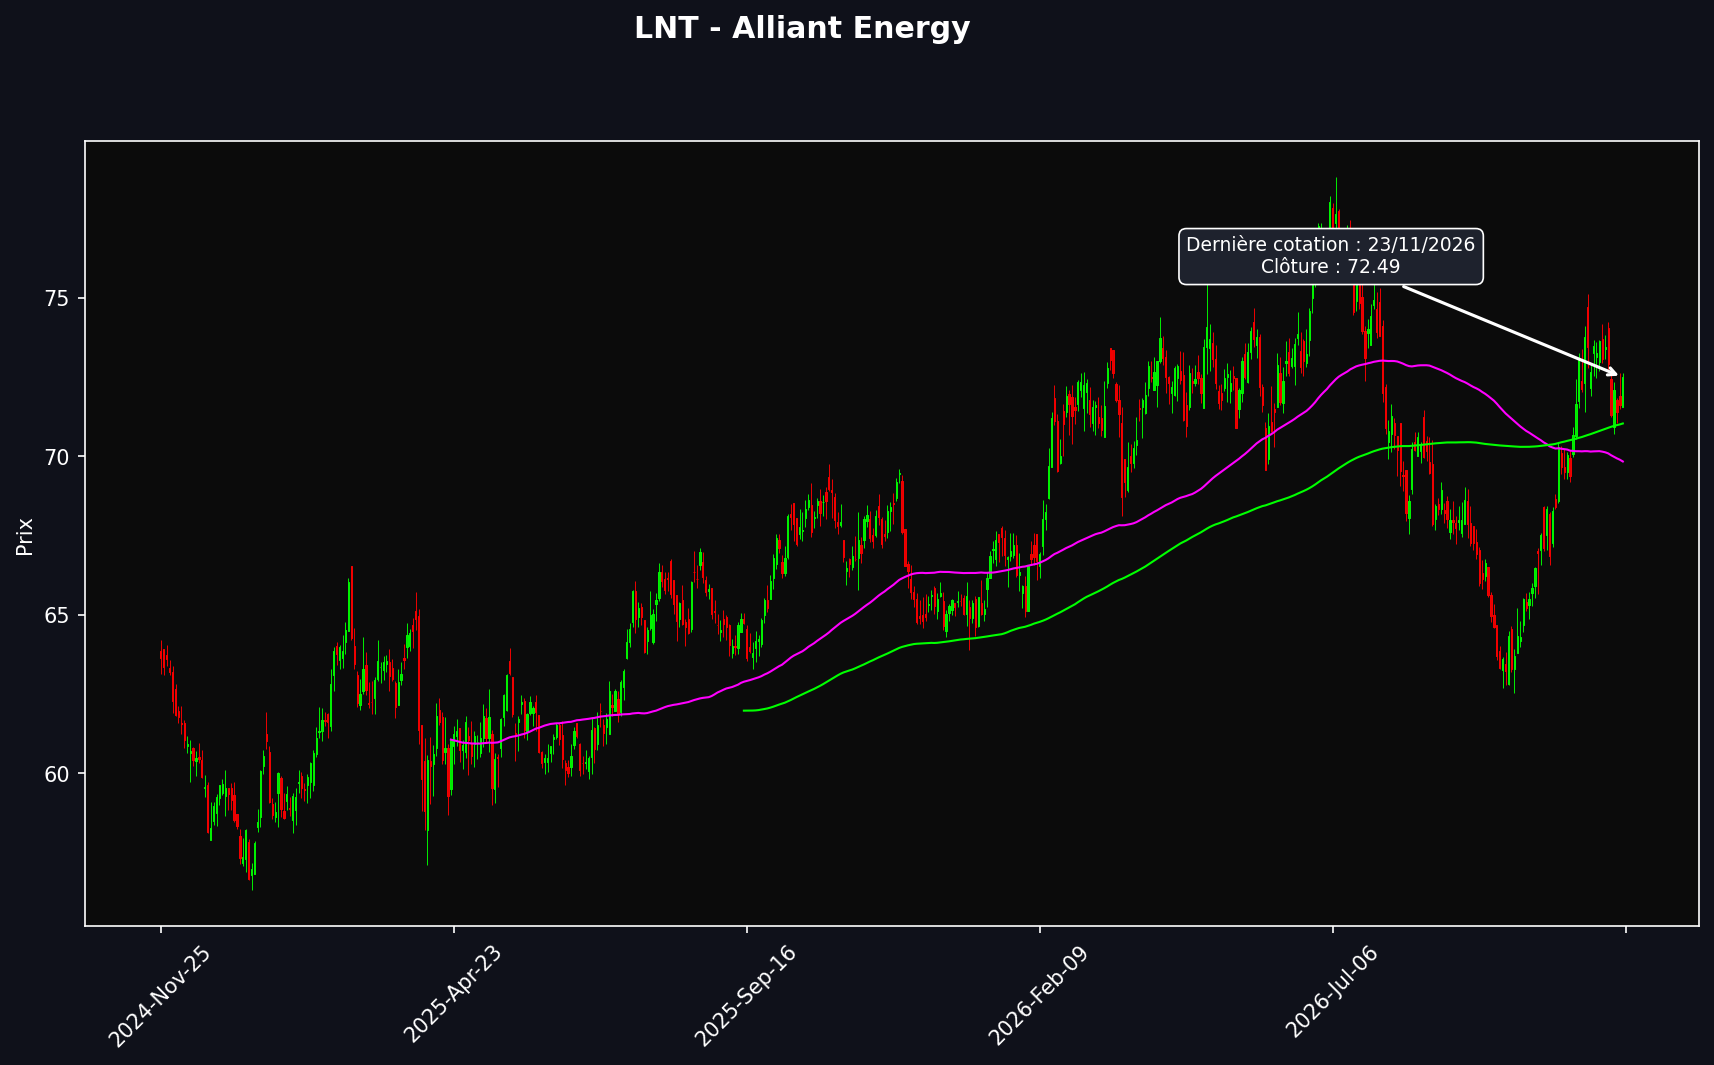 LNT - Alliant Energy
Dernière cotation : 23/11/2026
Clôture : 72.49
Prix
75
70
65
60
2024-Nov-25
2025-Apr-23
2025-Sep-16
2026-Feb-09
2026-Jul-06